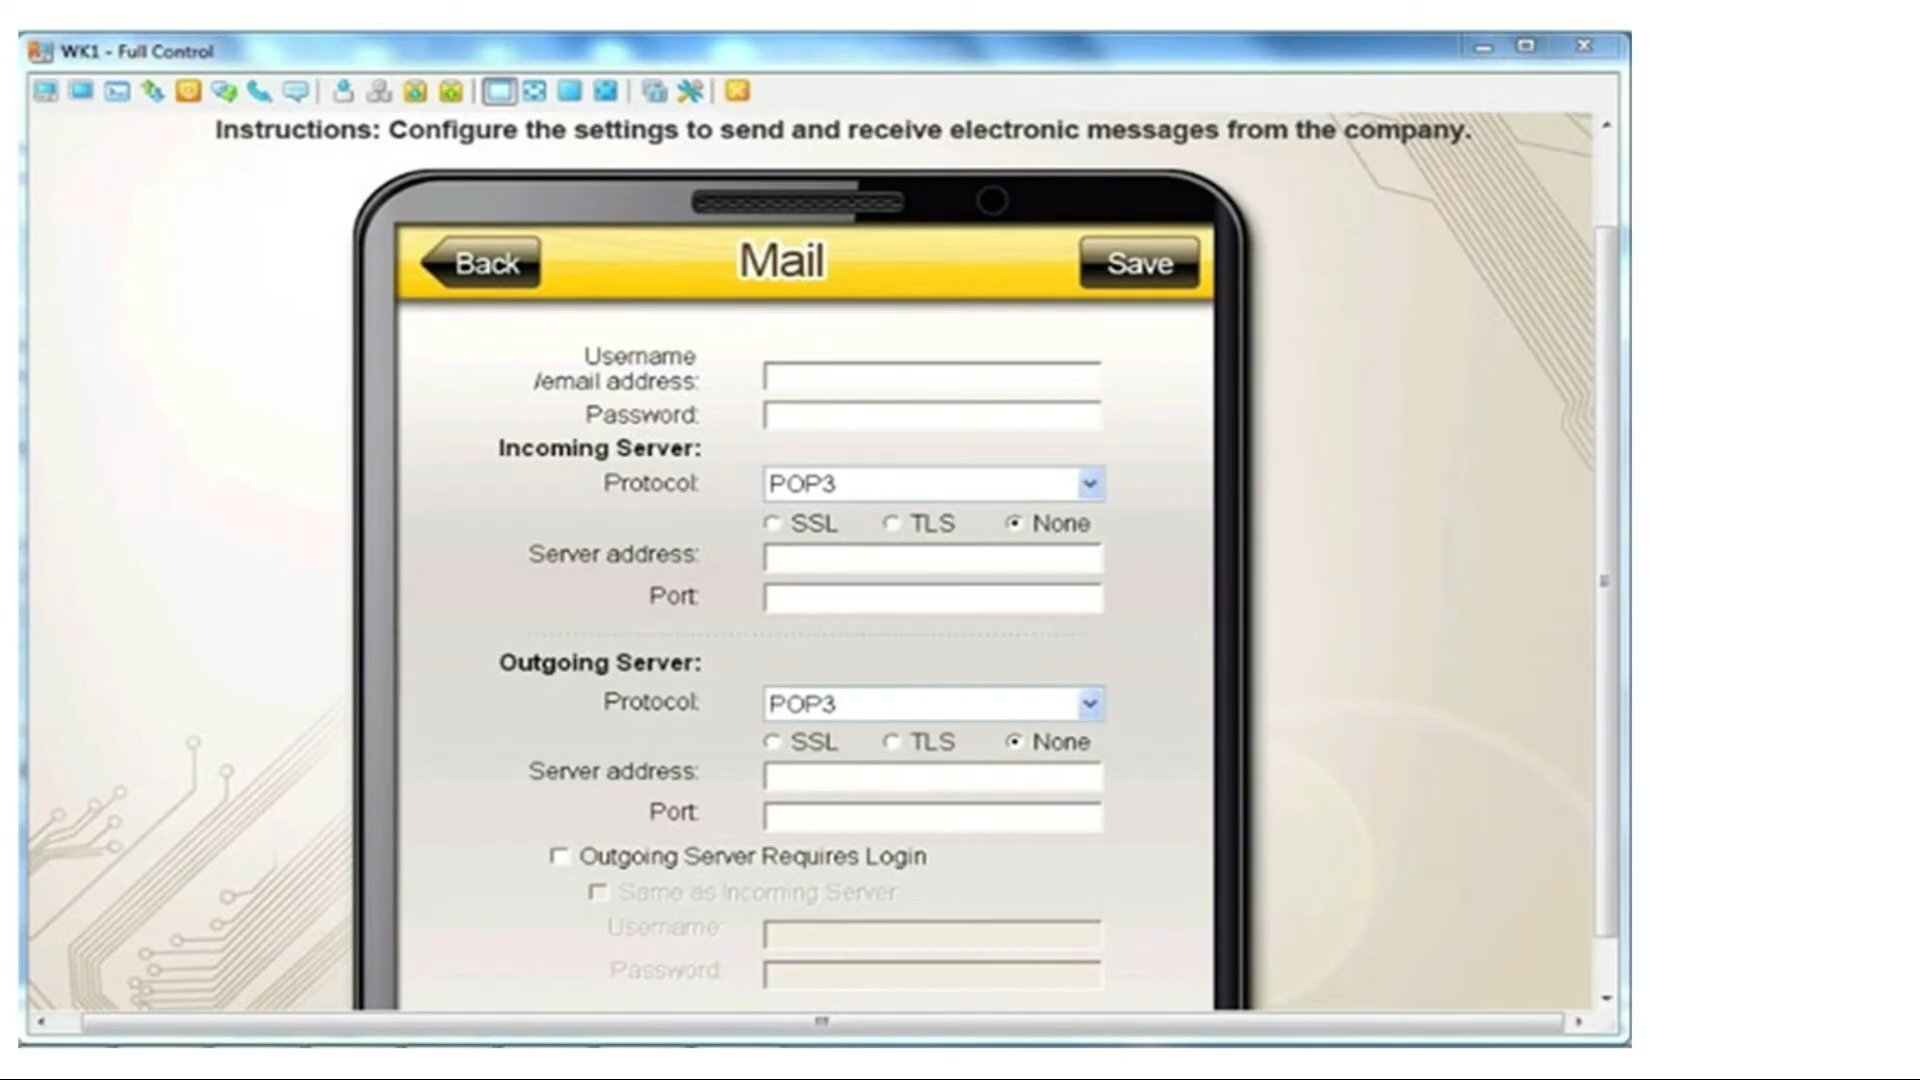 WK1 - Full Control
Instructions: Configure the settings to send and receive electronic messages from the company.
Back
Mail
Save
Username
/email address:
Password:
Incoming Server:
Protocol:
POP3
SSL
TLS
None
Server address:
Port:
Outgoing Server:
Protocol:
POP3
SSL
TLS
None
Server address:
Port:
Outgoing Server Requires Login
Same as Incoming Server
Username:
Password: